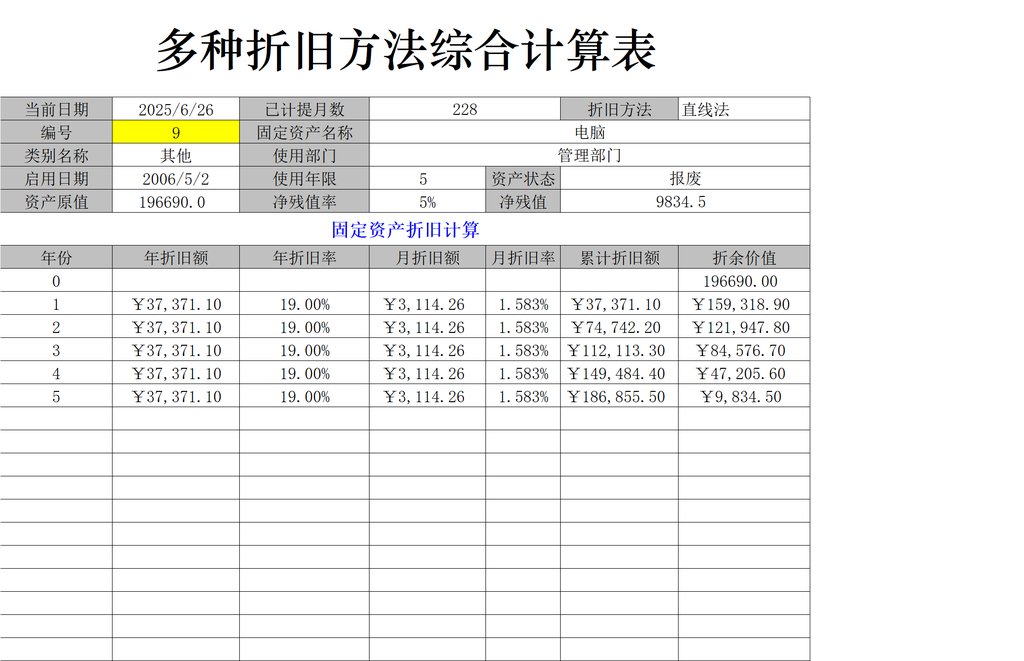 多种折旧方法综合计算表
当前日期 2025/6/26 已计提月数 228 折旧方法 直线法
编号 9 固定资产名称 电脑
类别名称 其他 使用部门 管理部门
启用日期 2006/5/2 使用年限 5 资产状态 报废
资产原值 196690.0 净残值率 5% 净残值 9834.5
固定资产折旧计算
年份 年折旧额 年折旧率 月折旧额 月折旧率 累计折旧额 折余价值
0 196690.00
1 ￥37,371.10 19.00% ￥3,114.26 1.583% ￥37,371.10 ￥159,318.90
2 ￥37,371.10 19.00% ￥3,114.26 1.583% ￥74,742.20 ￥121,947.80
3 ￥37,371.10 19.00% ￥3,114.26 1.583% ￥112,113.30 ￥84,576.70
4 ￥37,371.10 19.00% ￥3,114.26 1.583% ￥149,484.40 ￥47,205.60
5 ￥37,371.10 19.00% ￥3,114.26 1.583% ￥186,855.50 ￥9,834.50